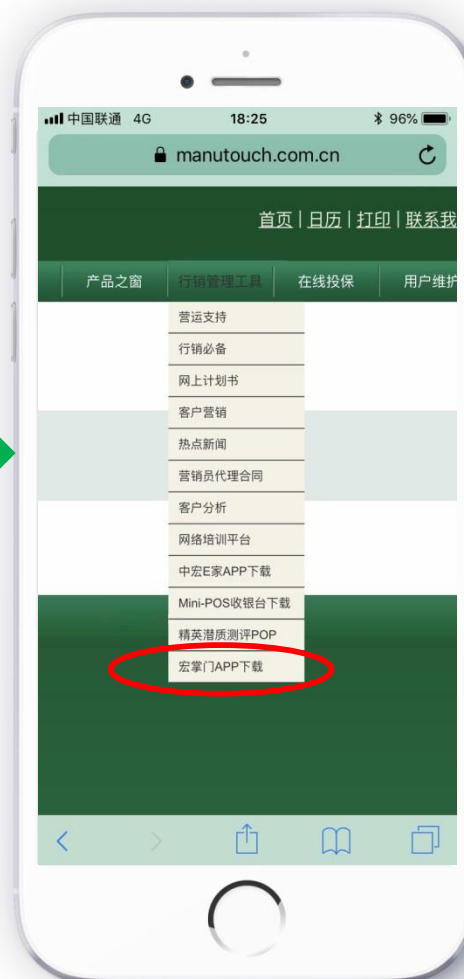 中国联通 4G 18:25 96%
manutouch.com.cn
首页 | 日历 | 打印 | 联系我
产品之窗 行销管理工具 在线投保 用户维护
营运支持
行销必备
网上计划书
客户营销
热点新闻
营销员代理合同
客户分析
网络培训平台
中宏E家APP下载
Mini-POS收银台下载
精英潜质测评POP
宏掌门APP下载